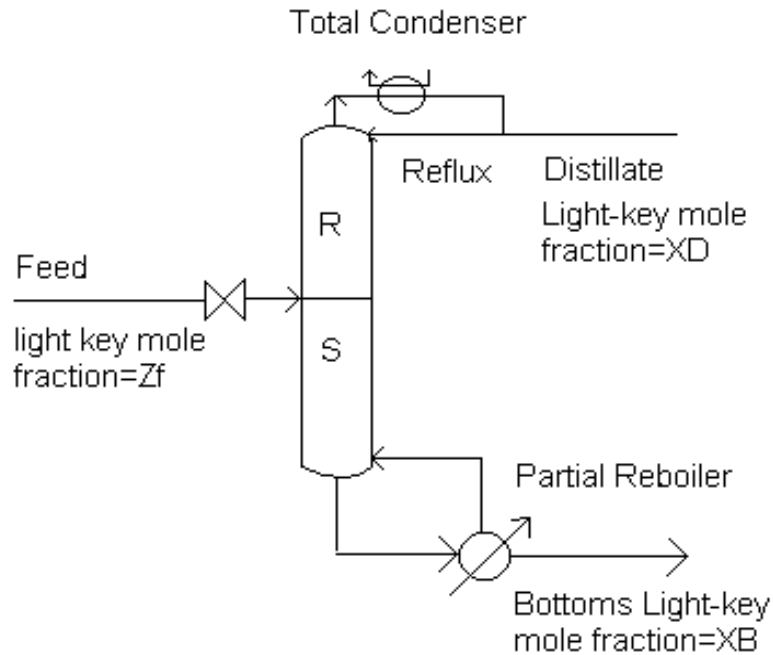 Total Condenser
Reflux
Distillate
Light-key mole
fraction=XD
R
Feed
light key mole
fraction=Zf
S
Partial Reboiler
Bottoms Light-key
mole fraction=XB